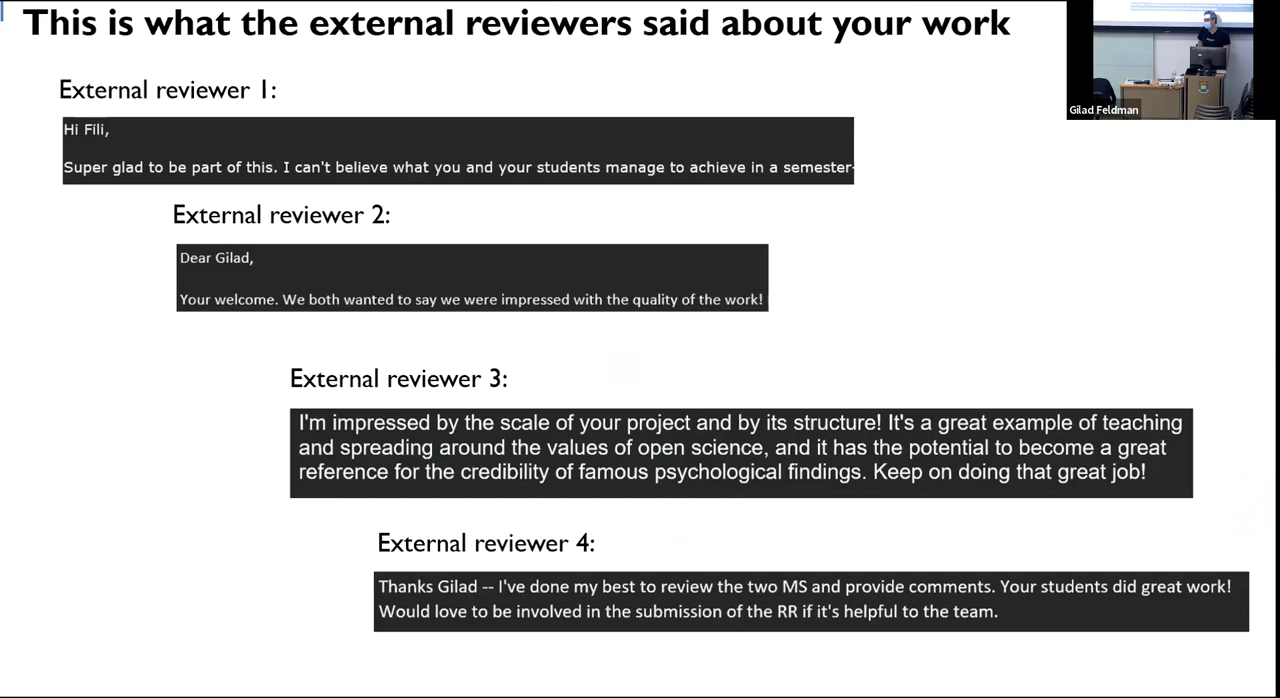 This is what the external reviewers said about your work
Gilad Feldman
External reviewer 1:
Hi Fili,
Super glad to be part of this. I can't believe what you and your students manage to achieve in a semester
External reviewer 2:
Dear Gilad,
Your welcome. We both wanted to say we were impressed with the quality of the work!
External reviewer 3:
I'm impressed by the scale of your project and by its structure! It's a great example of teaching
and spreading around the values of open science, and it has the potential to become a great
reference for the credibility of famous psychological findings. Keep on doing that great job!
External reviewer 4:
Thanks Gilad -- I've done my best to review the two MS and provide comments. Your students did great work!
Would love to be involved in the submission of the RR if it's helpful to the team.